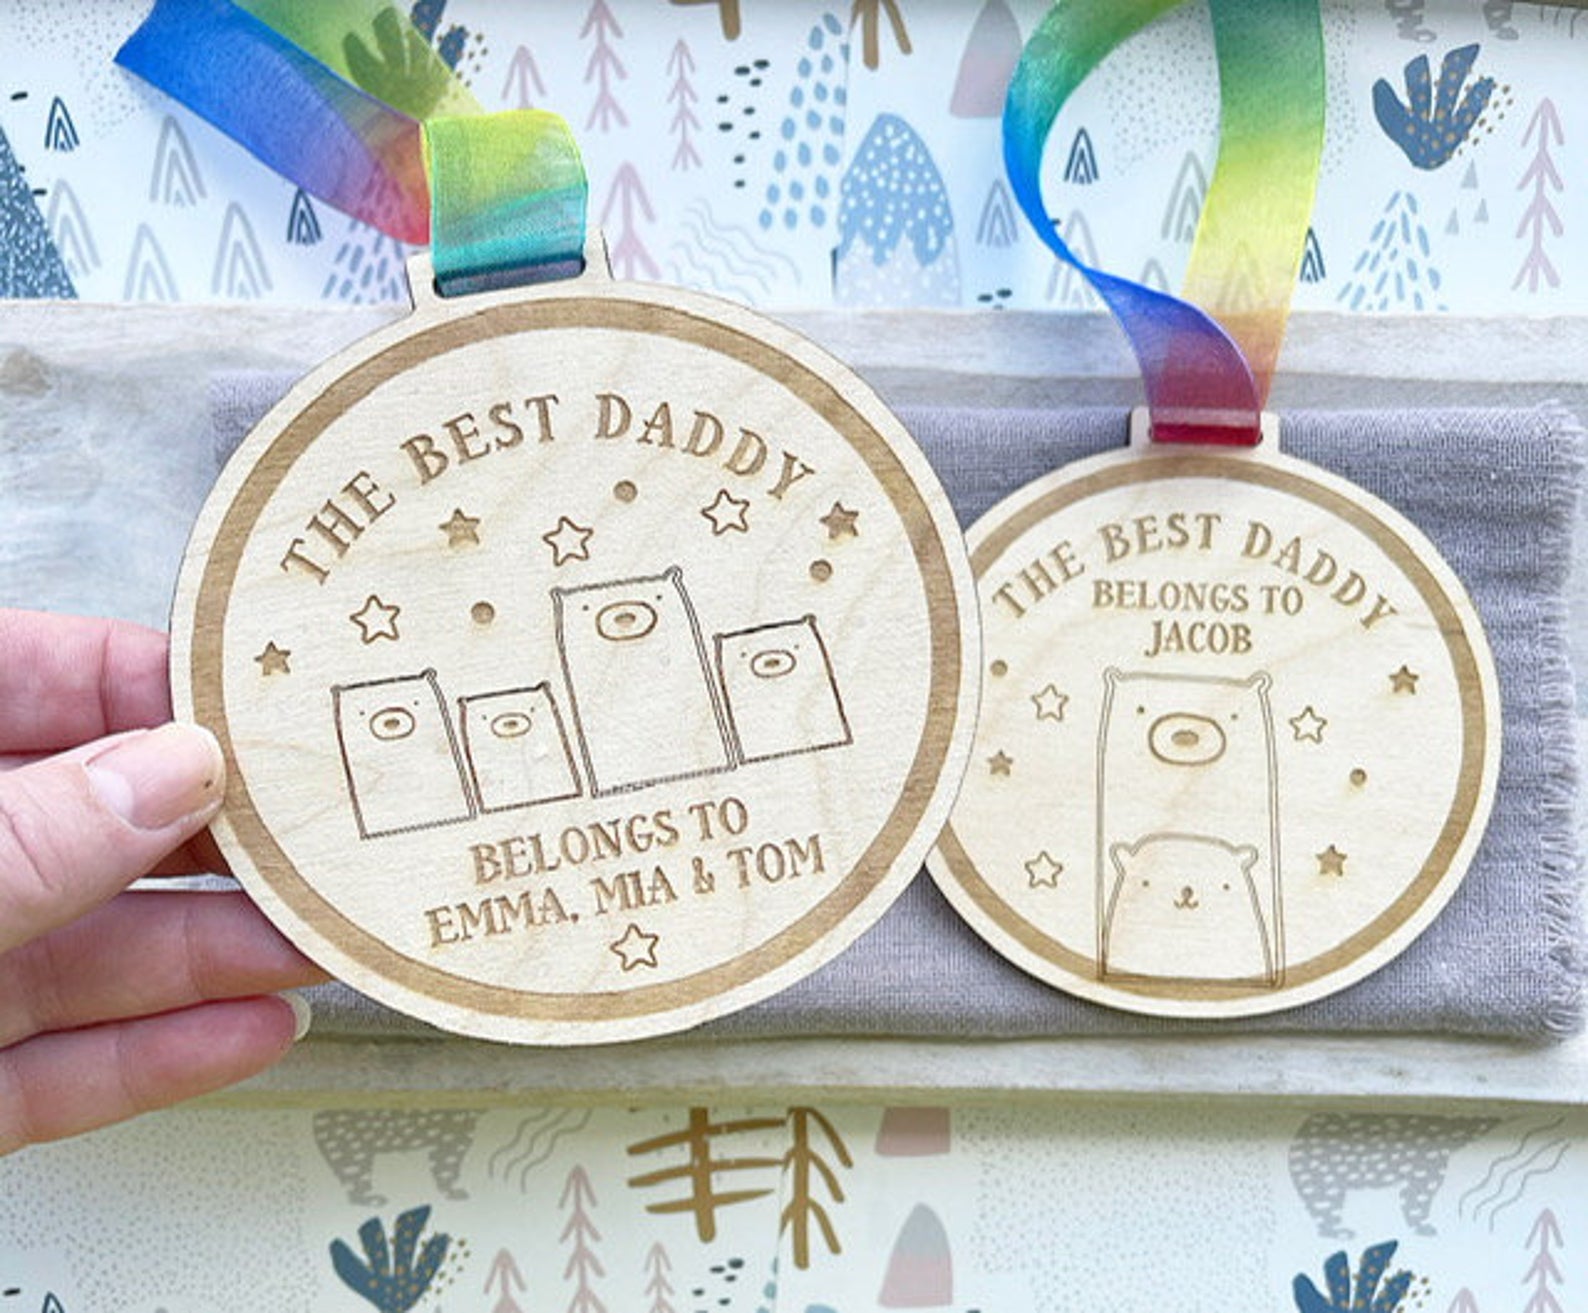 THE BEST DADDY
BELONGS TO
EMMA, MIA & TOM
THE BEST DADDY
BELONGS TO
JACOB